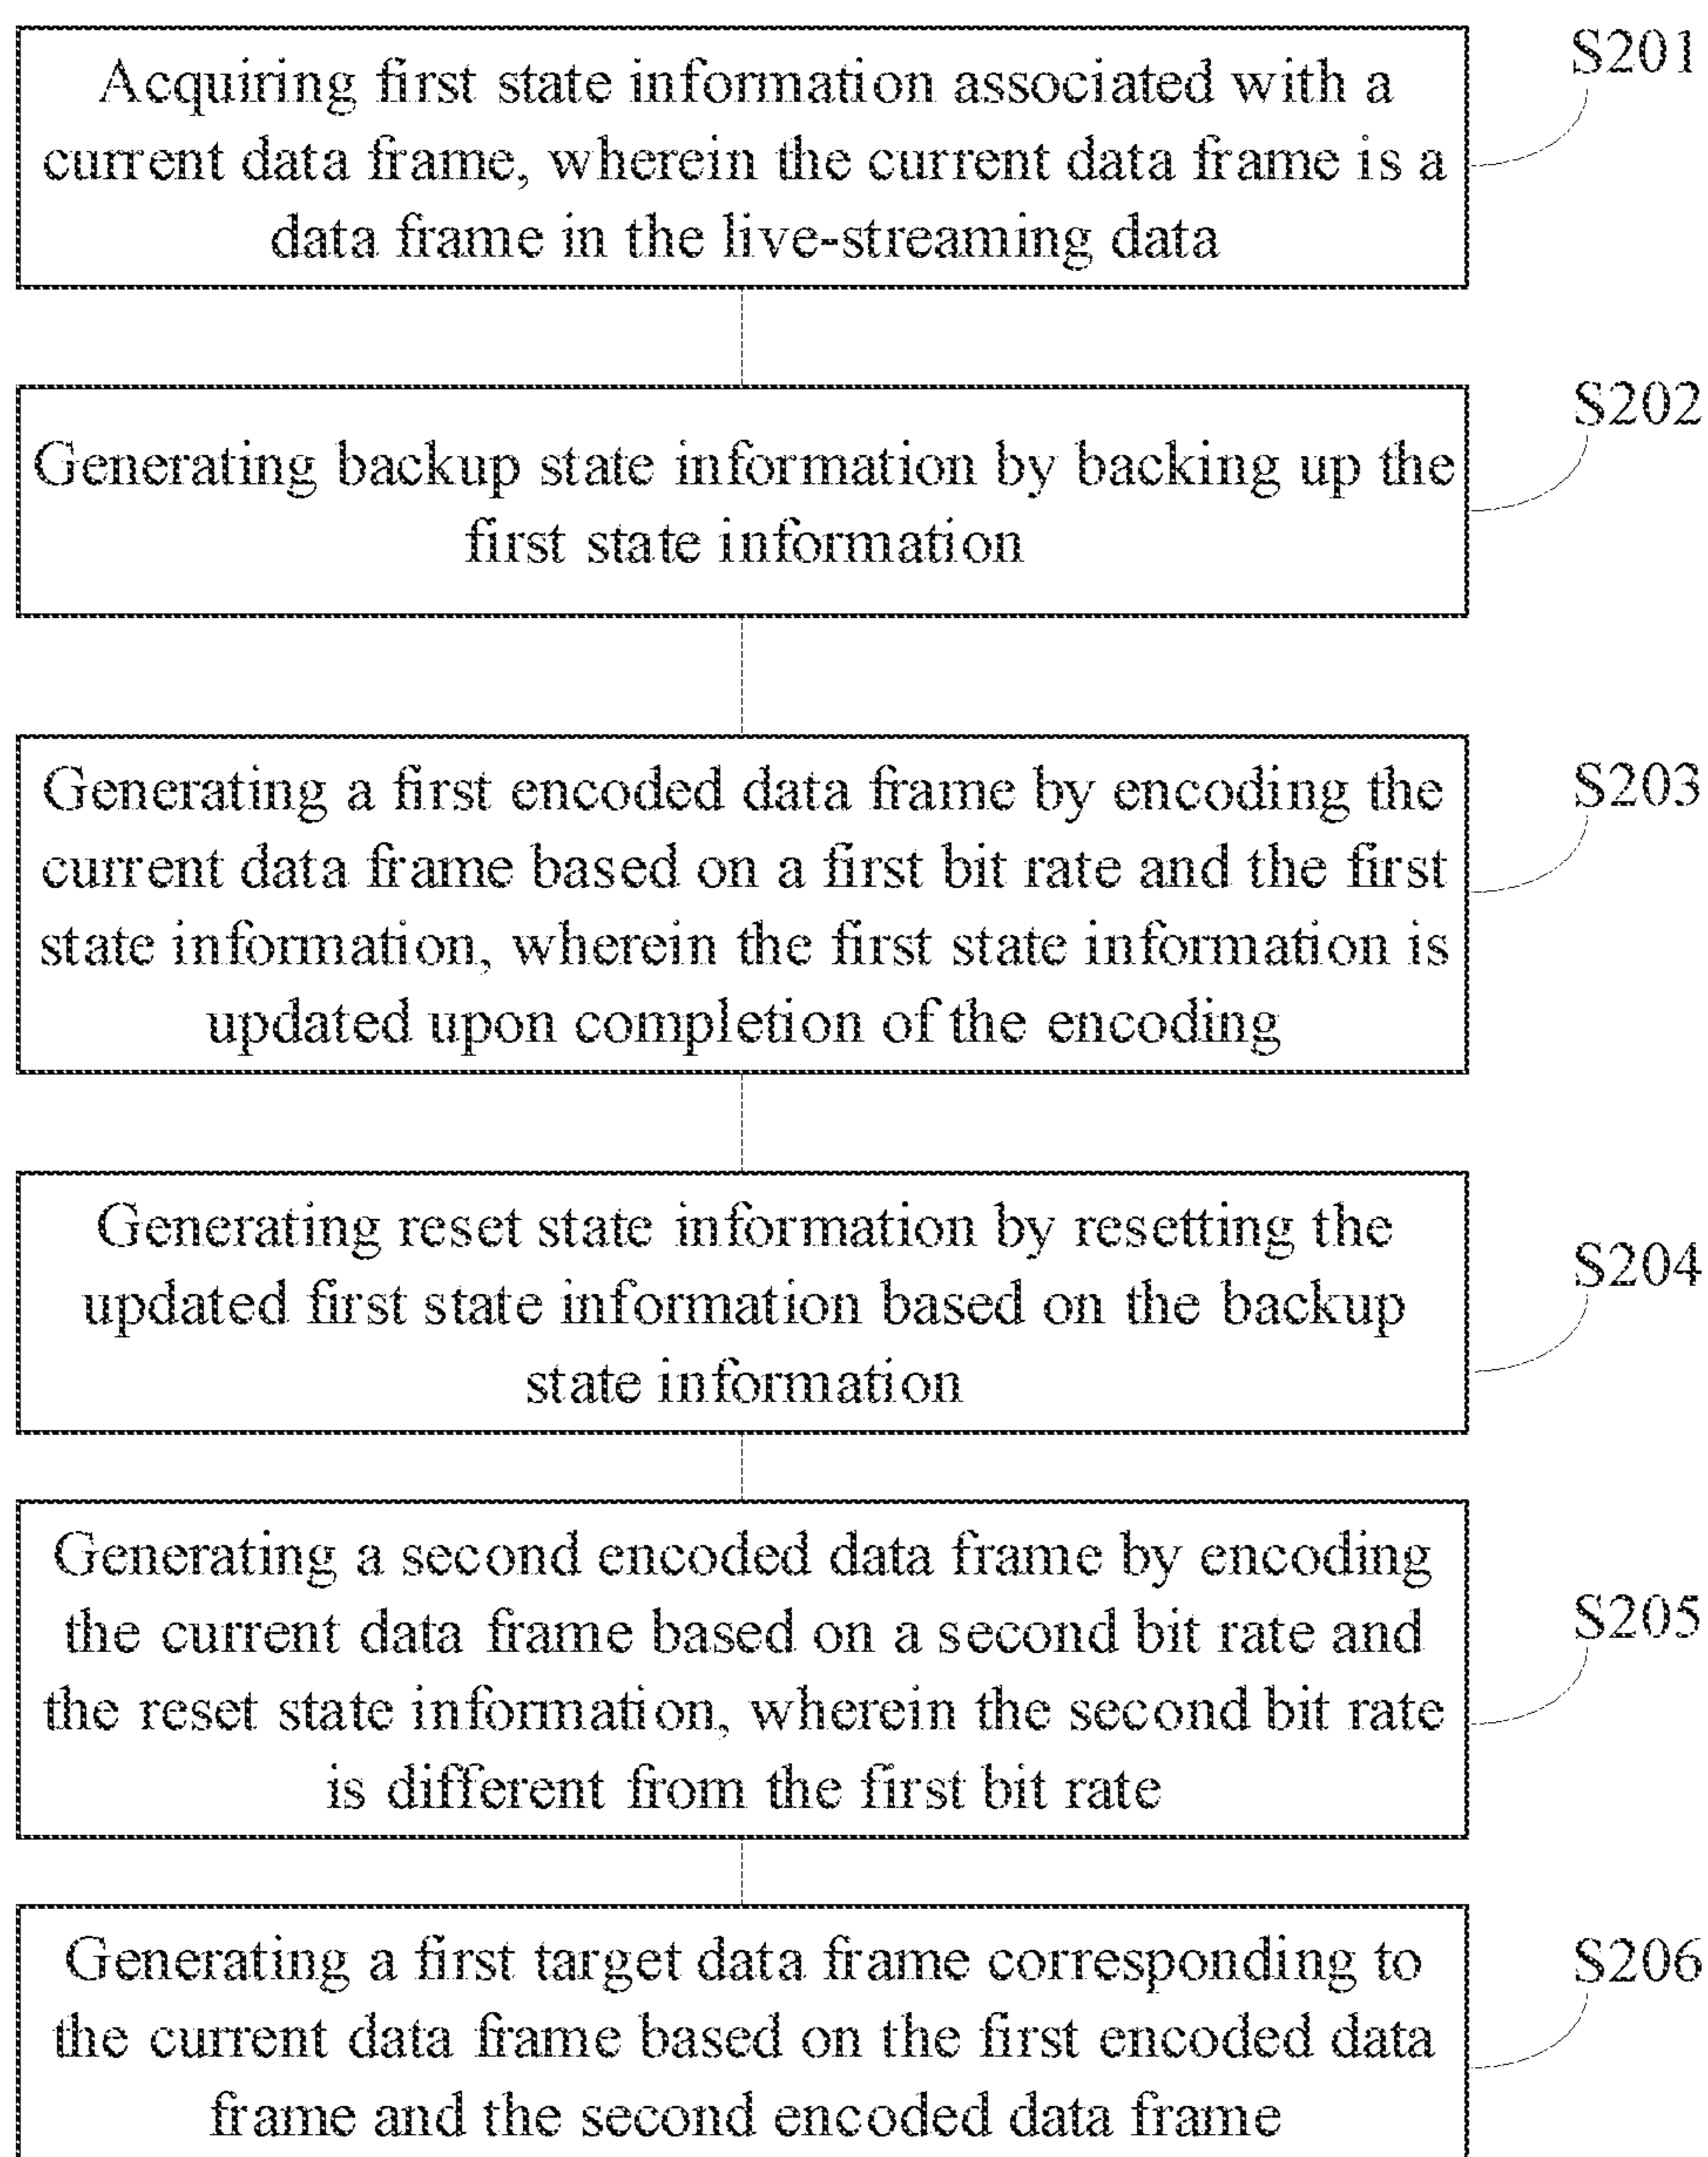 S201
Acquiring first state information associated with a
current data frame, wherein the current data frame is a
data frame in the live-streaming data
S202
Generating backup state information by backing up the
first state information
S203
Generating a first encoded data frame by encoding the
current data frame based on a first bit rate and the first
state information, wherein the first state information is
updated upon completion of the encoding
S204
Generating reset state information by resetting the
updated first state information based on the backup
state information
S205
Generating a second encoded data frame by encoding
the current data frame based on a second bit rate and
the reset state information, wherein the second bit rate
is different from the first bit rate
S206
Generating a first target data frame corresponding to
the current data frame based on the first encoded data
frame and the second encoded data frame